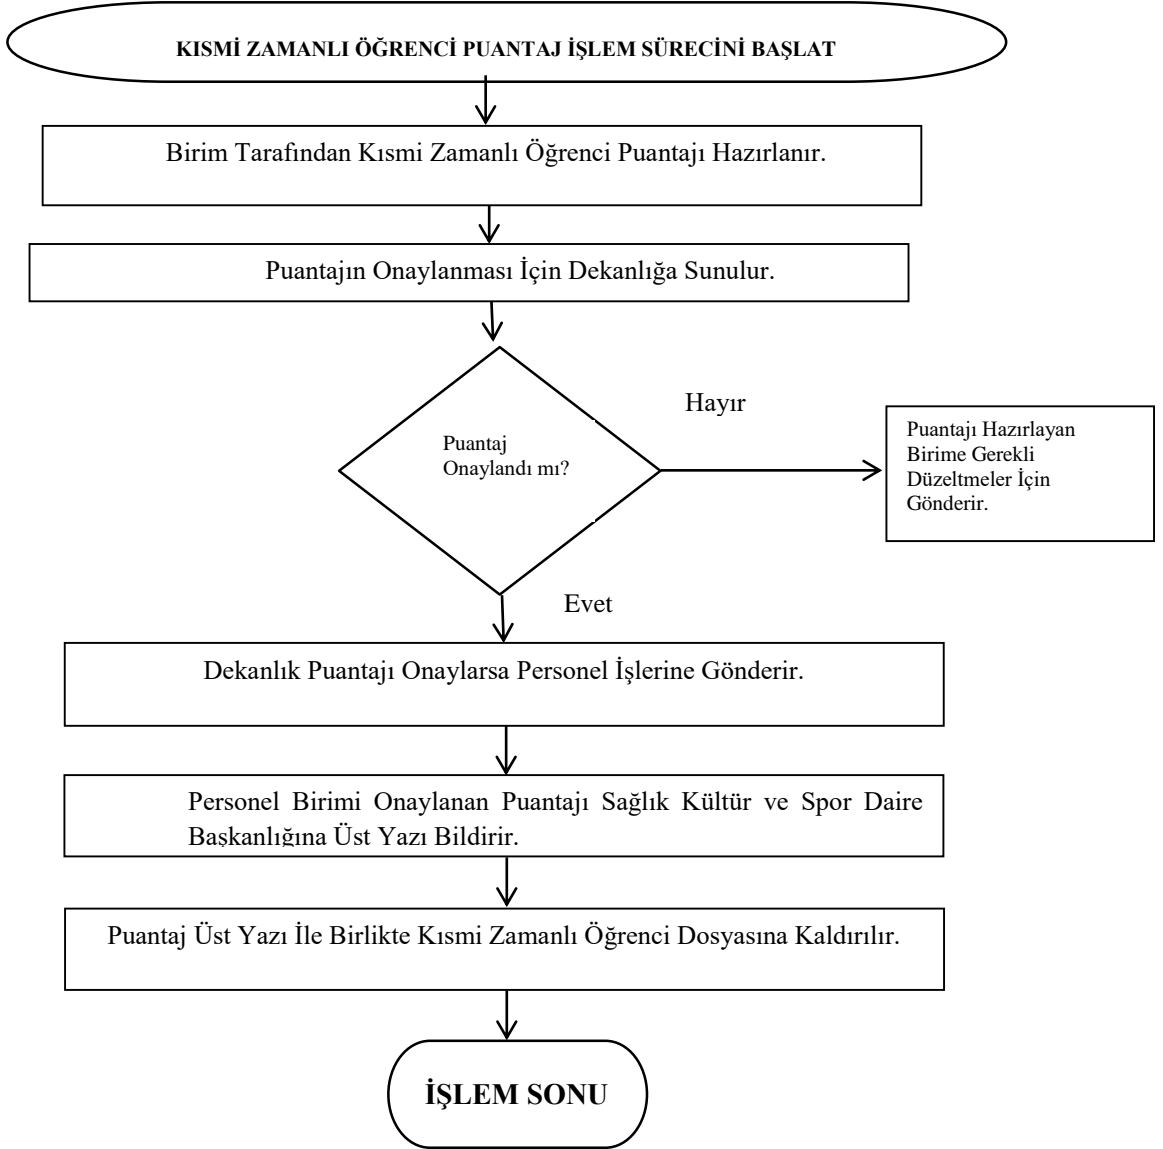 KISMİ ZAMANLI ÖĞRENCİ PUANTAJ İŞLEM SÜRECİNİ BAŞLAT
Birim Tarafından Kısmi Zamanlı Öğrenci Puantajı Hazırlanır.
Puantajın Onaylanması İçin Dekanlığa Sunulur.
Puantaj
Onaylandı mı?
Hayır
Puantajı Hazırlayan
Birime Gerekli
Düzeltmeler İçin
Gönderir.
Evet
Dekanlık Puantajı Onaylarsa Personel İşlerine Gönderir.
Personel Birimi Onaylanan Puantajı Sağlık Kültür ve Spor Daire
Başkanlığına Üst Yazı Bildirir.
Puantaj Üst Yazı İle Birlikte Kısmi Zamanlı Öğrenci Dosyasına Kaldırılır.
İŞLEM SONU